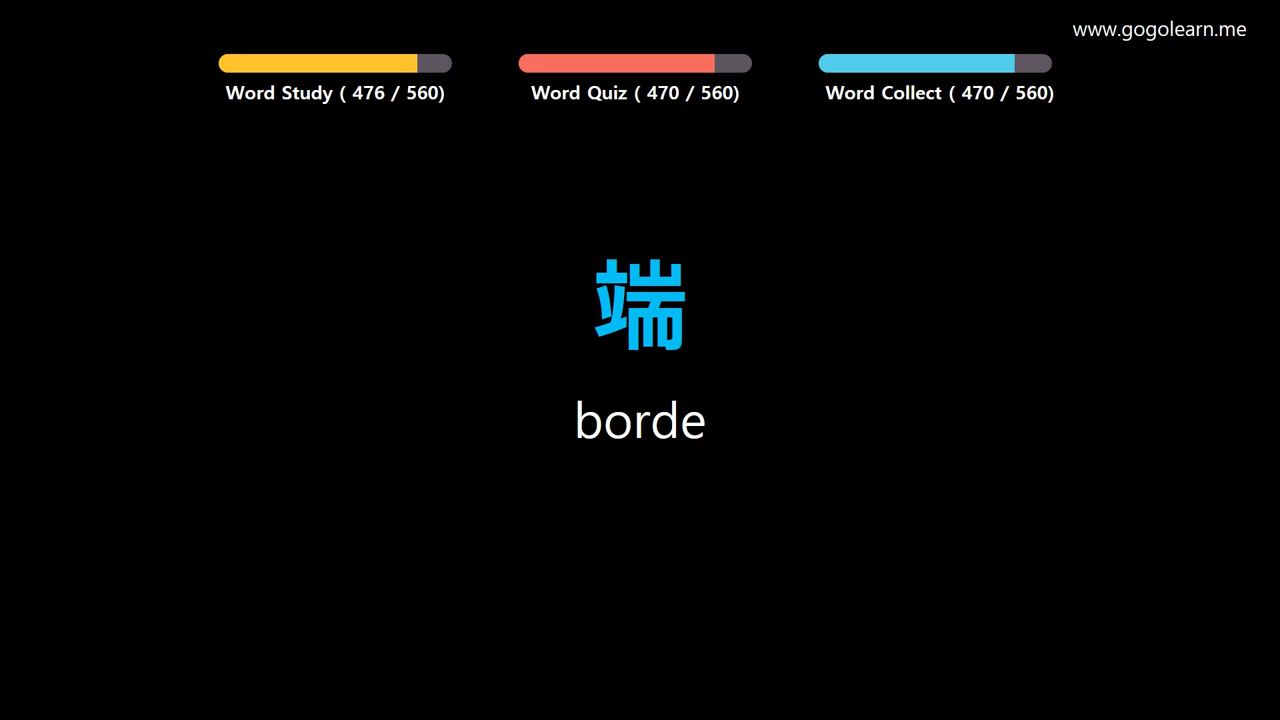 www.gogolearn.me
Word Study ( 476 / 560)
Word Quiz ( 470 / 560)
Word Collect ( 470 / 560)
端
borde